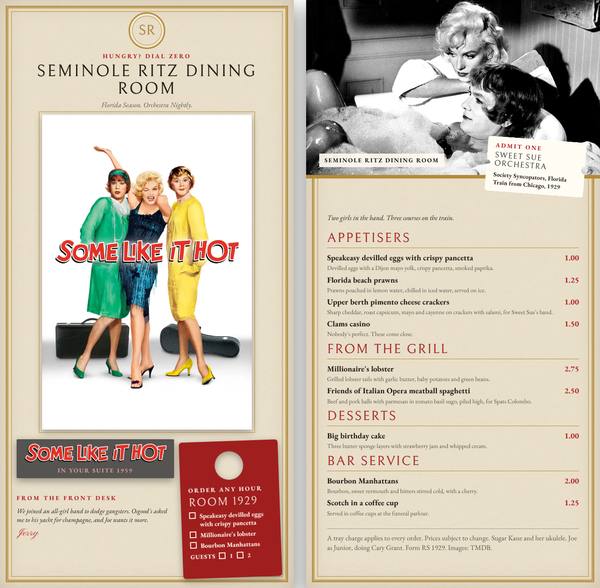 SR
HUNGRY? DIAL ZERO
SEMINOLE RITZ DINING
ROOM
Florida Season. Orchestra Nightly.
SOME LIKE IT HOT
SOME LIKE IT HOT
IN YOUR SUITE 1959
FROM THE FRONT DESK
We joined an all-girl band to dodge gangsters. Osgood's asked
me to his yacht for champagne, and Joe wants it more.
Jerry
ORDER ANY HOUR
ROOM 1929
Speakeasy devilled eggs
with crispy pancetta
Millionaire's lobster
Bourbon Manhattans
GUESTS 1 2
SEMINOLE RITZ DINING ROOM
ADMIT ONE
SWEET SUE
ORCHESTRA
Society Syncopators, Florida
Train from Chicago, 1929
Two girls in the band. Three courses on the train.
APPETISERS
Speakeasy devilled eggs with crispy pancetta 1.00
Devilled eggs with a Dijon mayo yolk, crispy pancetta, smoked paprika.
Florida beach prawns 1.25
Prawns poached in lemon water, chilled in iced water, served on ice.
Upper berth pimento cheese crackers 1.00
Sharp cheddar, roast capsicum, mayo and cayenne on crackers with salami, for Sweet Sue's band.
Clams casino 1.50
Nobody's perfect. These come close.
FROM THE GRILL
Millionaire's lobster 2.75
Grilled lobster tails with garlic butter, baby potatoes and green beans.
Friends of Italian Opera meatball spaghetti 2.50
Beef and pork balls with parmesan in tomato basil sugo, piled high, for Spats Colombo.
DESSERTS
Big birthday cake 1.00
Three butter sponge layers with strawberry jam and whipped cream.
BAR SERVICE
Bourbon Manhattans 2.00
Bourbon, sweet vermouth and bitters stirred cold, with a cherry.
Scotch in a coffee cup 1.25
Served in coffee cups at the funeral parlour.
A tray charge applies to every order. Prices subject to change. Sugar Kane and her ukulele, Joe
as Junior, doing Cary Grant. Form RS 1929. Images: TMDB.